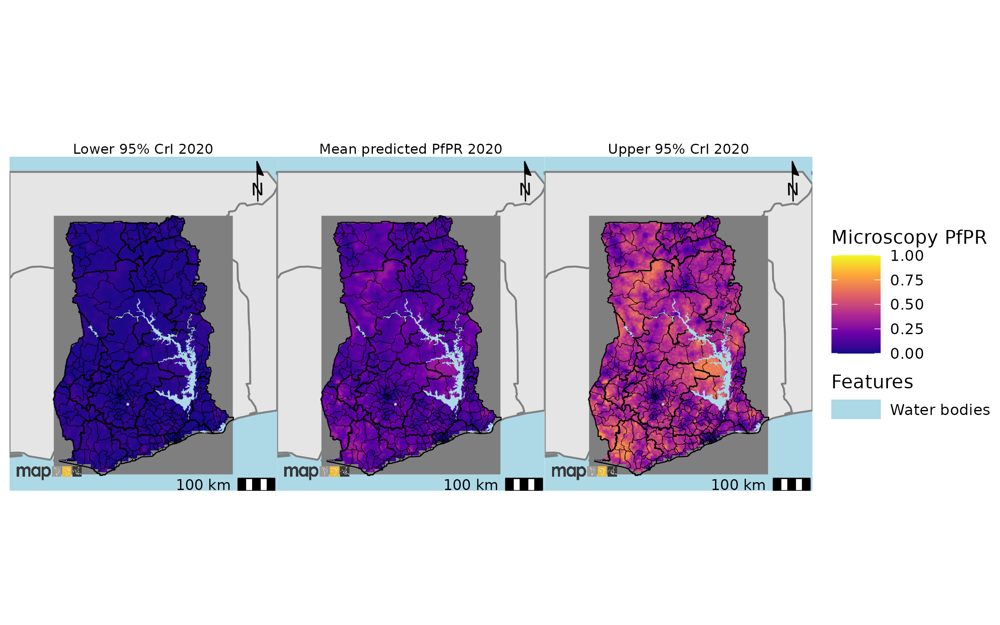 Lower 95% CrI 2020
Mean predicted PfPR 2020
Upper 95% CrI 2020
N
N
N
Microscopy PfPR
1.00
0.75
0.50
0.25
0.00
Features
Water bodies
map
map
map
100 km
100 km
100 km